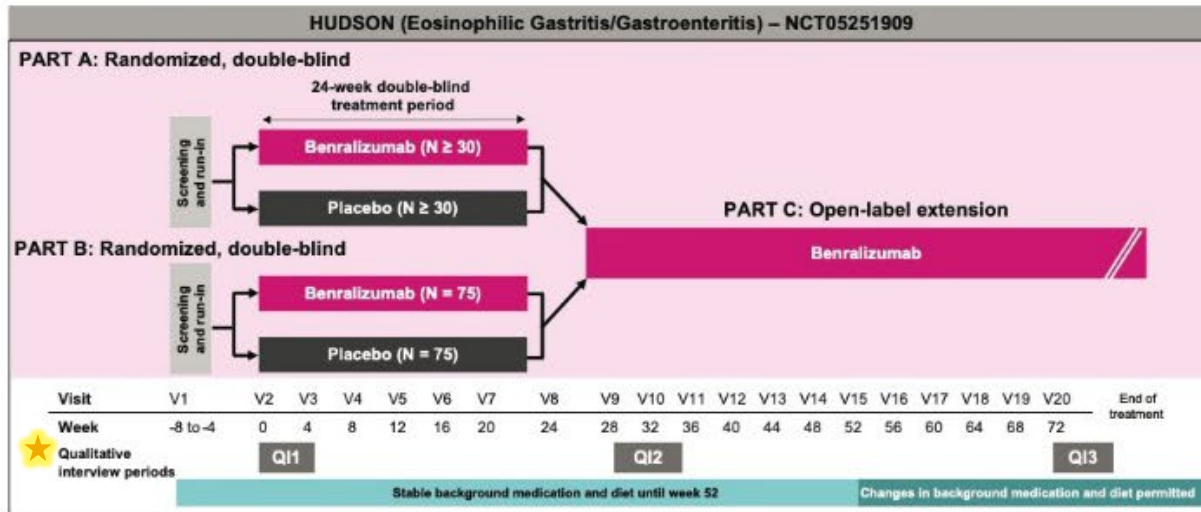 HUDSON (Eosinophilic Gastritis/Gastroenteritis) – NCT05251909
PART A: Randomized, double-blind
24-week double-blind
treatment period
Screening
and run-in
Benralizumab (N ≥ 30)
Placebo (N ≥ 30)
PART C: Open-label extension
Benralizumab
PART B: Randomized, double-blind
Screening
and run-in
Benralizumab (N = 75)
Placebo (N = 75)
Visit V1 V2 V3 V4 V5 V6 V7 V8 V9 V10 V11 V12 V13 V14 V15 V16 V17 V18 V19 V20 End of
treatment
Week -8 to -4 0 4 8 12 16 20 24 28 32 36 40 44 48 52 56 60 64 68 72
Qualitative
interview periods
QI1 QI2 QI3
Stable background medication and diet until week 52 Changes in background medication and diet permitted